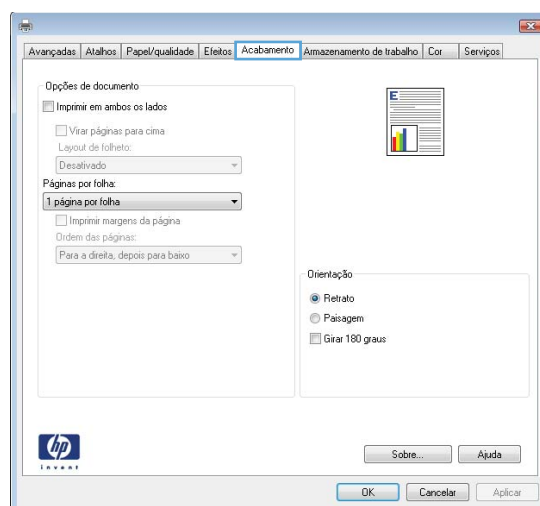 Avançadas Atalhos Papel/qualidade Efeitos Acabamento Armazenamento de trabalho Cor Serviços
Opções de documento
Imprimir em ambos os lados
Virar páginas para cima
Layout de folheto:
Desativado
Páginas por folha:
1 página por folha
Imprimir margens da página
Ordem das páginas:
Para a direita, depois para baixo
E
Orientação
Retrato
Paisagem
Girar 180 graus
hp
invent
Sobre... Ajuda
OK Cancelar Aplicar